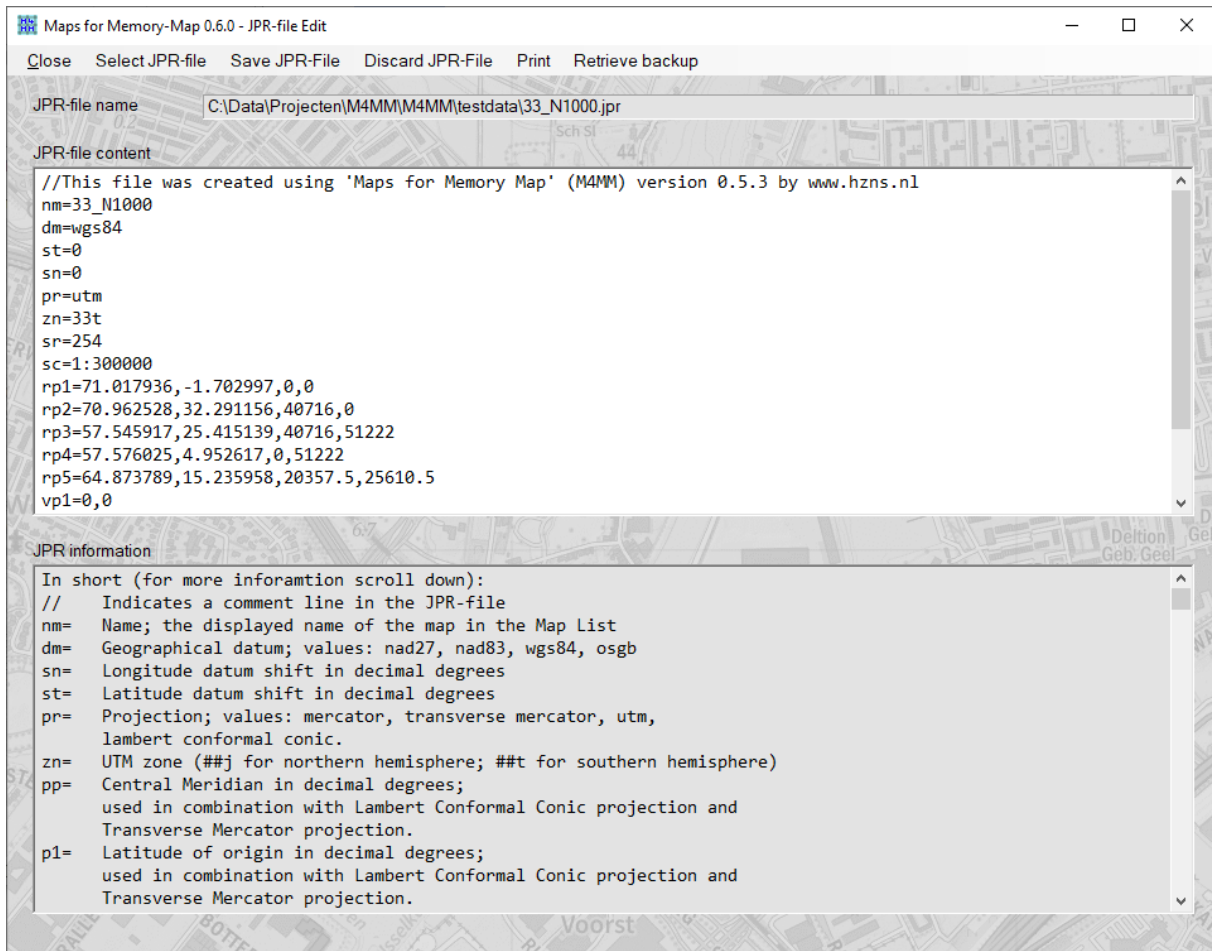 Maps for Memory-Map 0.6.0 - JPR-file Edit
Close Select JPR-file Save JPR-File Discard JPR-File Print Retrieve backup
JPR-file name C:\Data\Projecten\M4MM\M4MM\testdata\33_N1000.jpr
0.2
Sch Sl
44
JPR-file content
//This file was created using 'Maps for Memory Map' (M4MM) version 0.5.3 by www.hzns.nl
nm=33_N1000
dm=wgs84
st=0
sn=0
pr=utm
zn=33t
sr=254
sc=1:300000
rp1=71.017936,-1.702997,0,0
rp2=70.962528,32.291156,40716,0
rp3=57.545917,25.415139,40716,51222
rp4=57.576025,4.952617,0,51222
rp5=64.873789,15.235958,20357.5,25610.5
vp1=0,0
6.7
Deltion
Geb. Geel
JPR information
In short (for more inforamtion scroll down):
// Indicates a comment line in the JPR-file
nm= Name; the displayed name of the map in the Map List
dm= Geographical datum; values: nad27, nad83, wgs84, osgb
sn= Longitude datum shift in decimal degrees
st= Latitude datum shift in decimal degrees
pr= Projection; values: mercator, transverse mercator, utm,
lambert conformal conic.
zn= UTM zone (##j for northern hemisphere; ##t for southern hemisphere)
pp= Central Meridian in decimal degrees;
used in combination with Lambert Conformal Conic projection and
Transverse Mercator projection.
p1= Latitude of origin in decimal degrees;
used in combination with Lambert Conformal Conic projection and
Transverse Mercator projection.
Voorst